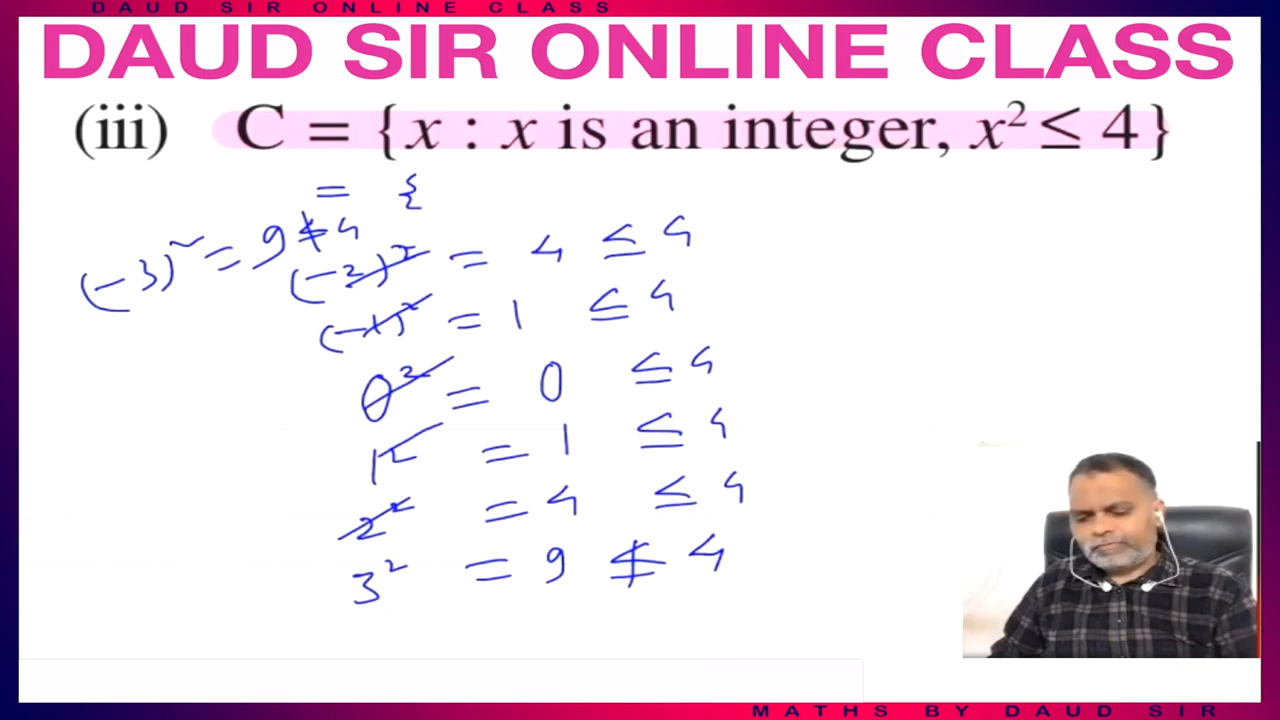 DAUD SIR ONLINE CLASS
DAUD SIR ONLINE CLASS
(iii) C = {x : x is an integer, x² ≤ 4}
= {
(-3)² = 9 ≰ 4
(-2)² = 4 ≤ 4
(-1)² = 1 ≤ 4
0² = 0 ≤ 4
1² = 1 ≤ 4
2² = 4 ≤ 4
3² = 9 ≰ 4
MATHS BY DAUD SIR